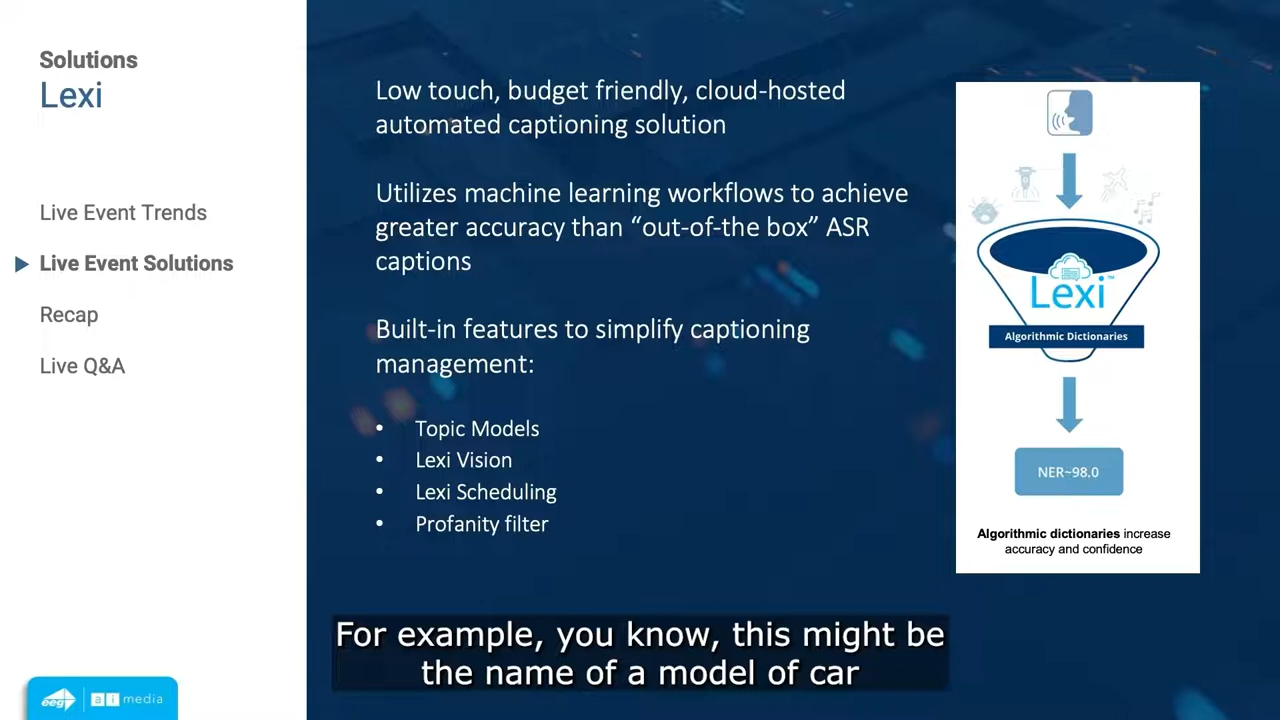 Solutions
Lexi
Live Event Trends
Live Event Solutions
Recap
Live Q&A
Low touch, budget friendly, cloud-hosted
automated captioning solution
Utilizes machine learning workflows to achieve
greater accuracy than “out-of-the box” ASR
captions
Built-in features to simplify captioning
management:
• Topic Models
• Lexi Vision
• Lexi Scheduling
• Profanity filter
Lexi™
Algorithmic Dictionaries
NER~98.0
Algorithmic dictionaries increase
accuracy and confidence
For example, you know, this might be
the name of a model of car
eeg ai media